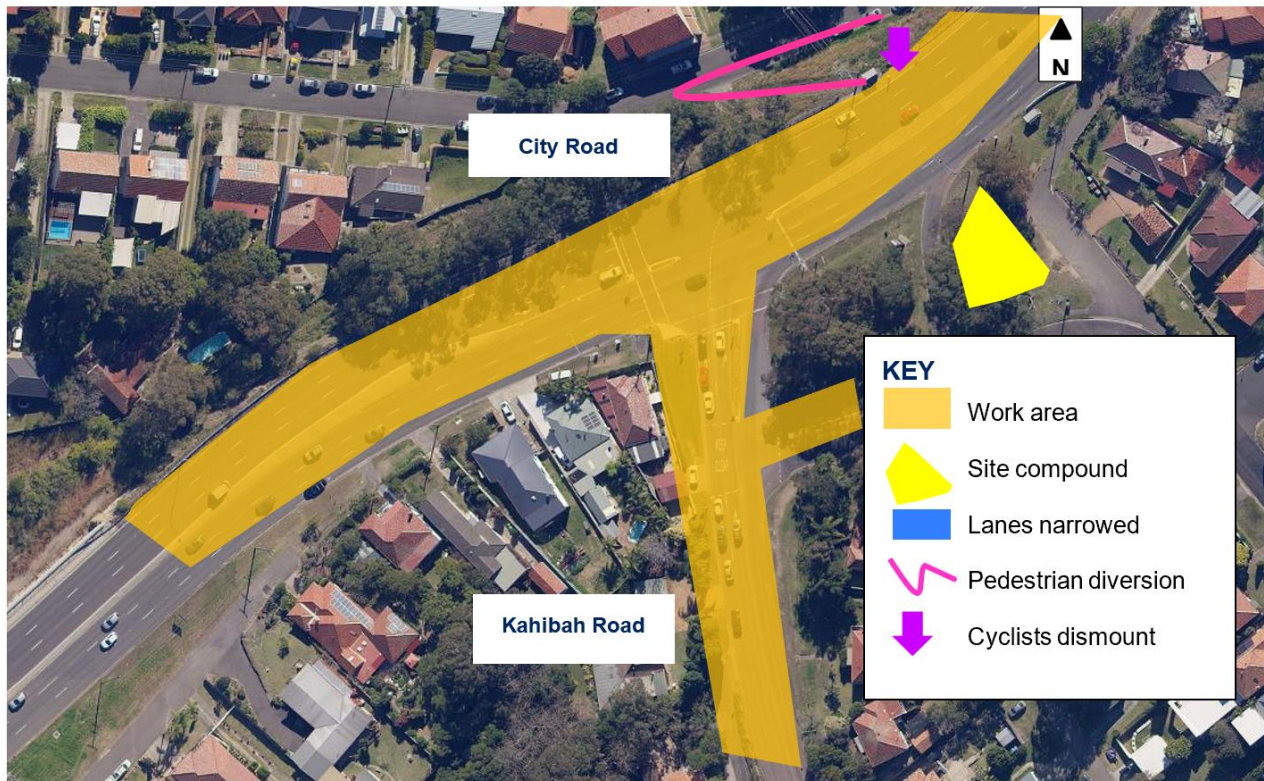 N
City Road
Kahibah Road
KEY
Work area
Site compound
Lanes narrowed
Pedestrian diversion
Cyclists dismount